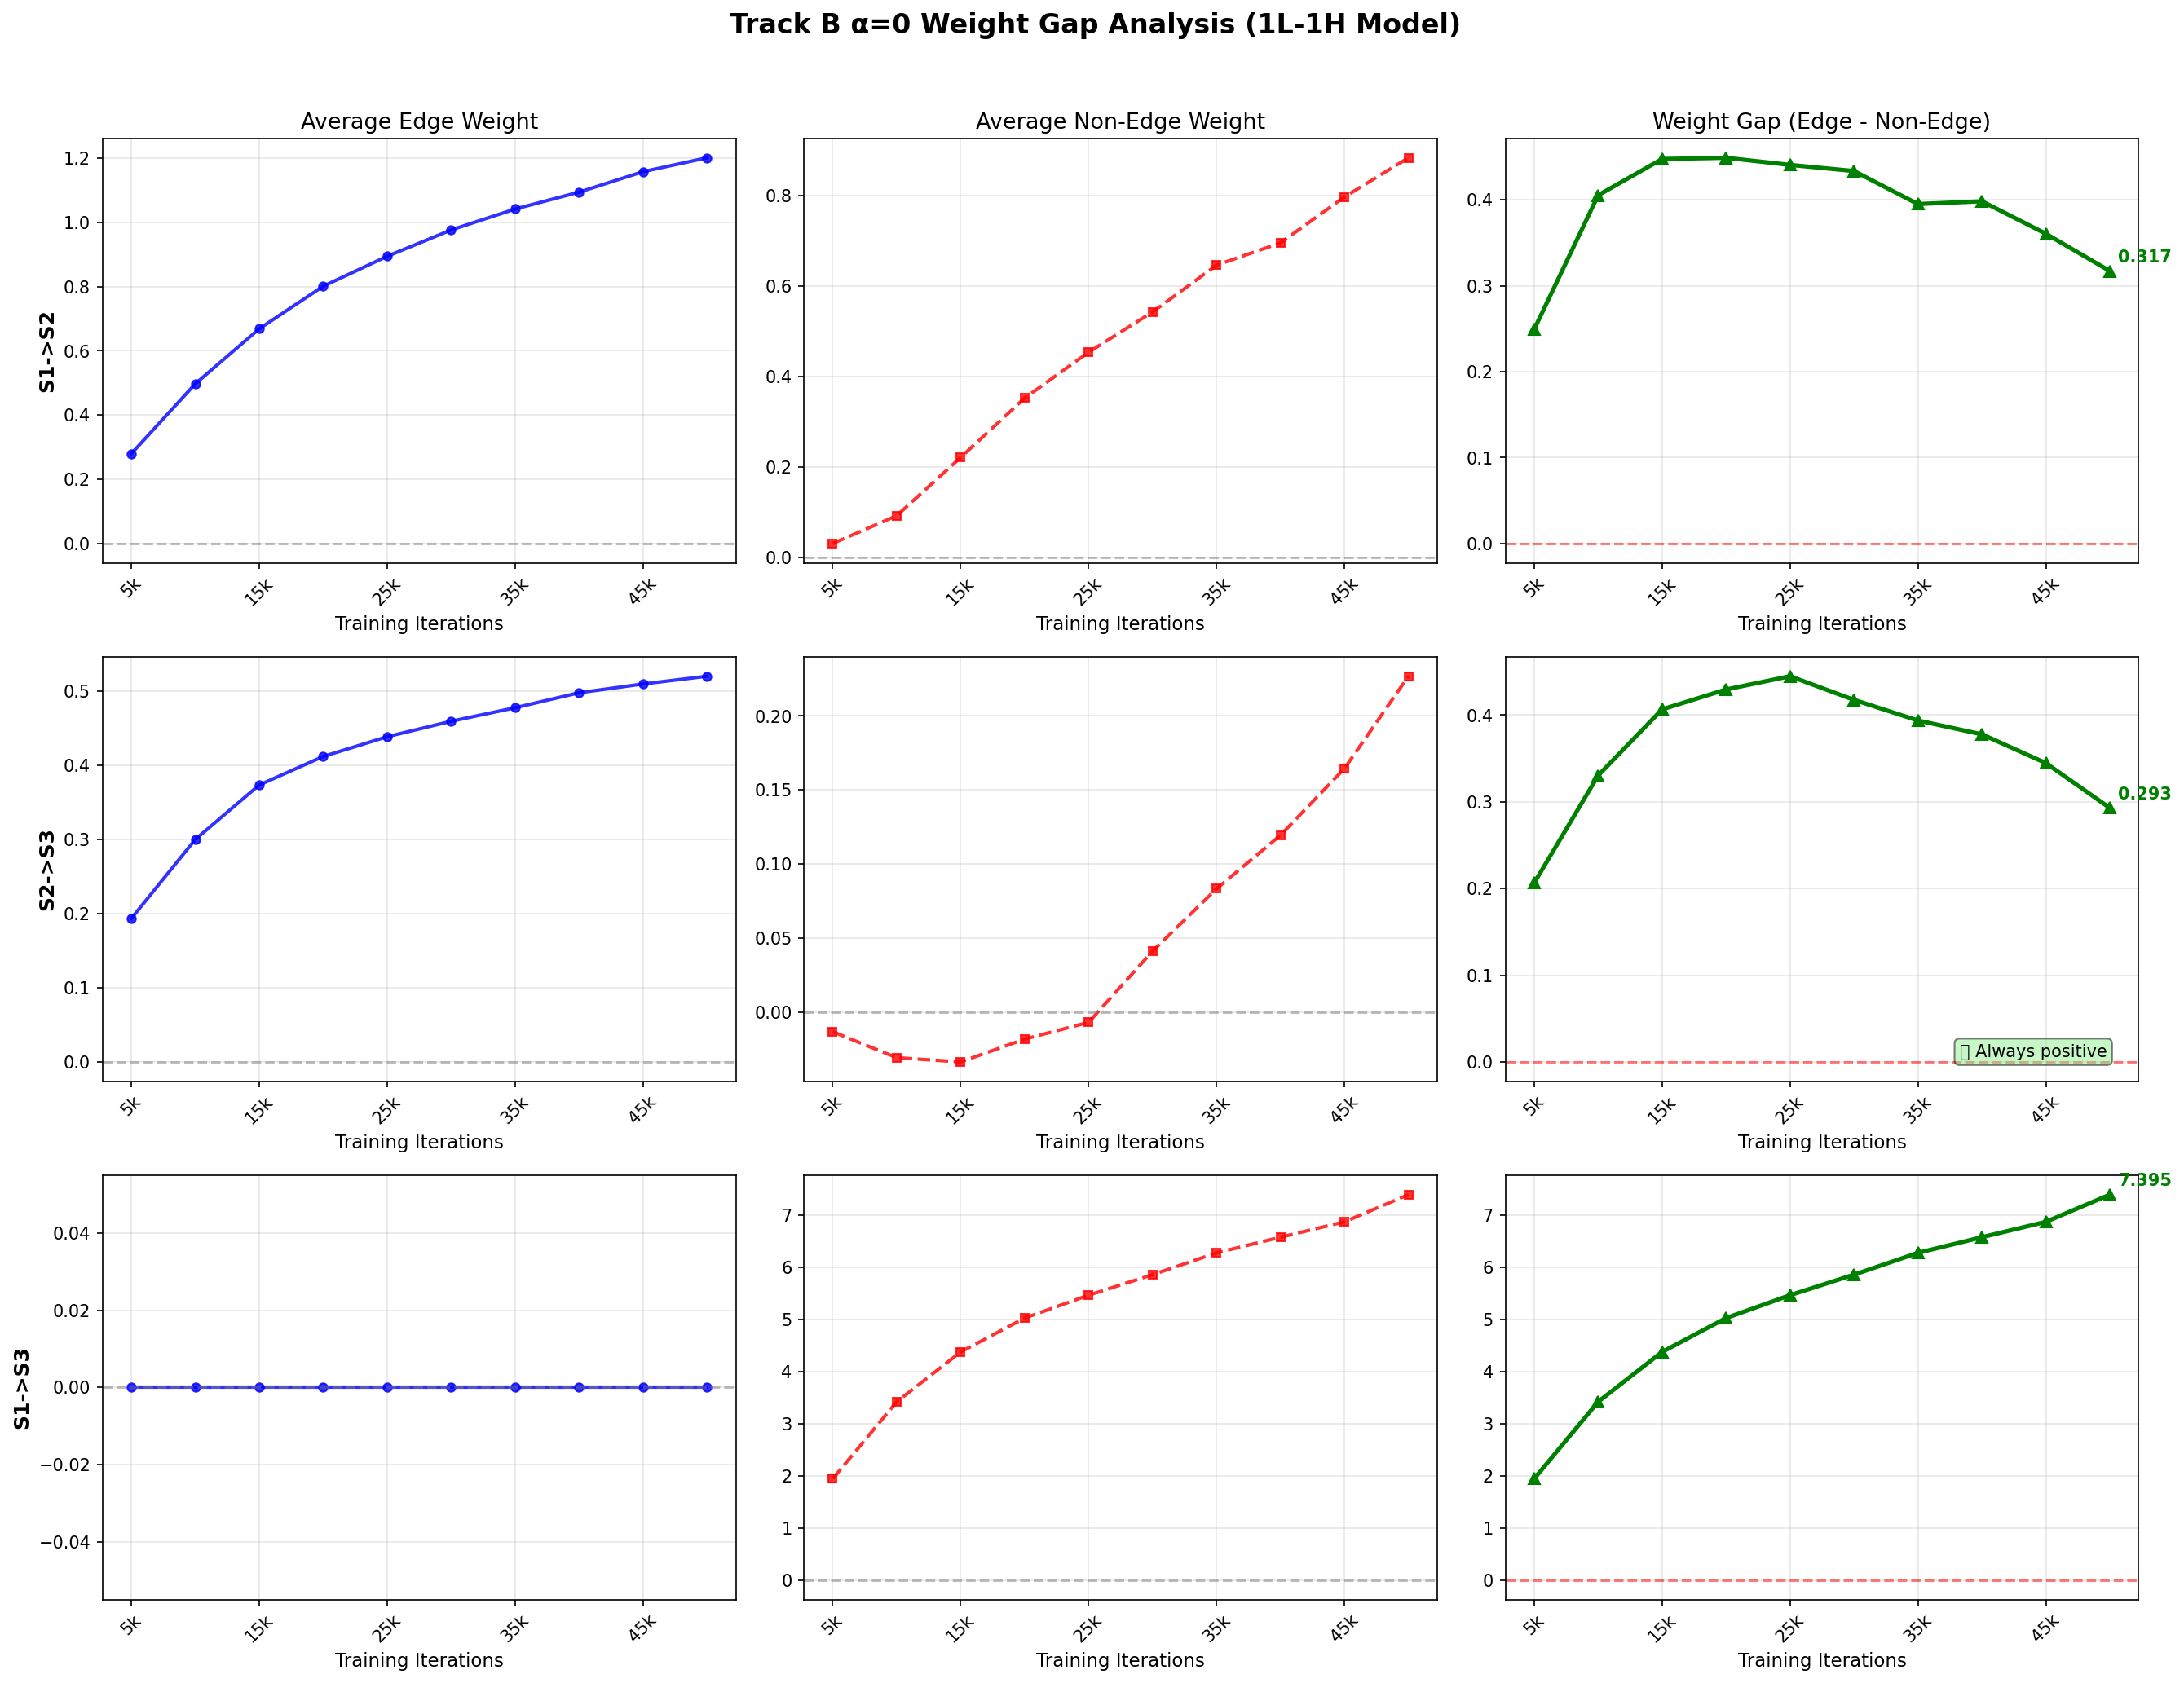 Track B α=0 Weight Gap Analysis (1L-1H Model)
Average Edge Weight
Average Non-Edge Weight
Weight Gap (Edge - Non-Edge)
S1->S2
1.2
1.0
0.8
0.6
0.4
0.2
0.0
5k
15k
25k
35k
45k
Training Iterations
0.8
0.6
0.4
0.2
0.0
5k
15k
25k
35k
45k
Training Iterations
0.4
0.3
0.2
0.1
0.0
0.317
5k
15k
25k
35k
45k
Training Iterations
S2->S3
0.5
0.4
0.3
0.2
0.1
0.0
5k
15k
25k
35k
45k
Training Iterations
0.20
0.15
0.10
0.05
0.00
5k
15k
25k
35k
45k
Training Iterations
0.4
0.3
0.2
0.1
0.0
0.293
Always positive
5k
15k
25k
35k
45k
Training Iterations
S1->S3
0.04
0.02
0.00
−0.02
−0.04
5k
15k
25k
35k
45k
Training Iterations
7
6
5
4
3
2
1
0
5k
15k
25k
35k
45k
Training Iterations
7
6
5
4
3
2
1
0
7.395
5k
15k
25k
35k
45k
Training Iterations